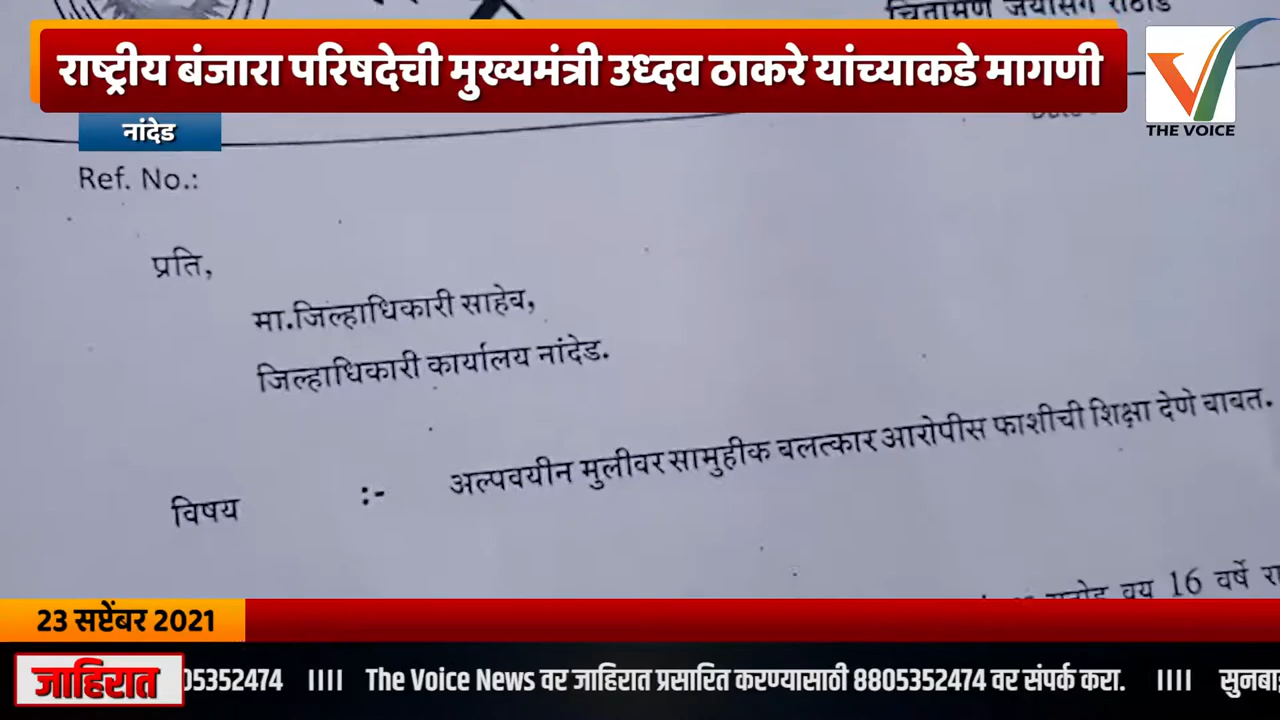 चिंतामण जयसिंग राठोड
राष्ट्रीय बंजारा परिषदेची मुख्यमंत्री उध्दव ठाकरे यांच्याकडे मागणी
THE VOICE
नांदेड
Ref. No.:
प्रति,
मा.जिल्हाधिकारी साहेब,
जिल्हाधिकारी कार्यालय नांदेड.
विषय :- अल्पवयीन मुलीवर सामुहीक बलत्कार आरोपीस फाशीची शिक्षा देणे बाबत.
वय 16 वर्षे
23 सप्टेंबर 2021
जाहिरात 05352474 IIII The Voice News वर जाहिरात प्रसारित करण्यासाठी 8805352474 वर संपर्क करा. IIII